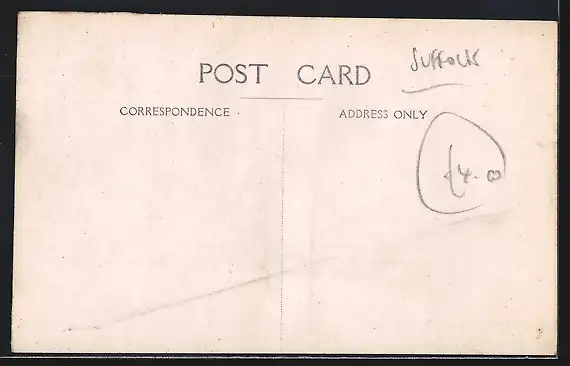 POST CARD
SUFFOLK
CORRESPONDENCE
ADDRESS ONLY
£4.00